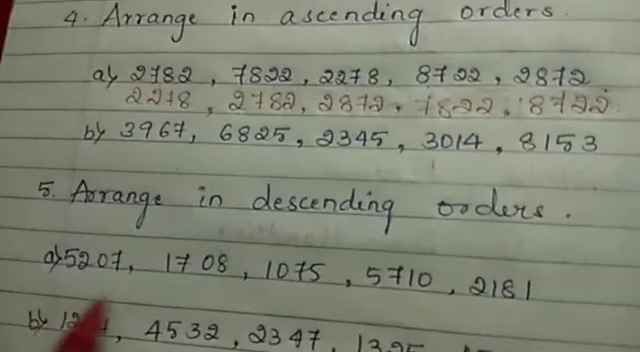 4. Arrange in ascending orders.
a) 2782, 7822, 2278, 8722, 2872
2278, 2782, 2872, 7822, 8722
b) 3967, 6825, 2345, 3014, 8153
5. Arrange in descending orders.
a) 5207, 1708, 1075, 5710, 2181
b) 4532, 2347,